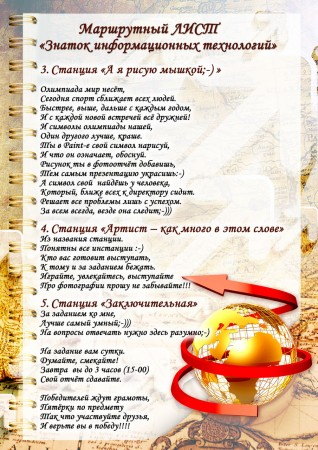 Маршрутный ЛИСТ
«Знаток информационных технологий»
3. Станция «А я рисую мышкой;-) »
Олимпиада мир несёт,
Сегодня спорт сближает всех людей.
Быстрее, выше, дальше с каждым годом,
И с каждой новой встречей всё дружней!
И символы олимпиады нашей,
Один другого лучше, краше.
Ты в Paint-е свой символ нарисуй,
И что он означает, обоснуй.
Рисунок ты в фотоотчёт добавишь,
Тем самым презентацию украсишь:-)
А символ свой  найдёшь у человека,
Который, ближе всех к директору сидит.
Решает все проблемы лишь с успехом.
За всем всегда, везде она следит;-)))
4. Станция «Артист – как много в этом слове»
Из названия станции.
Понятны все инстанции :-)
Кто вас готовит выступать,
К тому и за заданием бежать.
Играйте, увлекайтесь, выступайте
Про фотографии прошу не забывайте!!!
5. Станция «Заключительная»
За заданием ко мне,
Лучше самый умный;-)))
На вопросы отвечать нужно здесь разумно;-)
На задание вам сутки.
Думайте, смекайте!
Завтра  вы до 3 часов (15-00)
Свой отчёт сдавайте.
Победителей ждут грамоты,
Пятёрки по предмету
Так что участвуйте друзья,
И верьте вы в победу!!!!